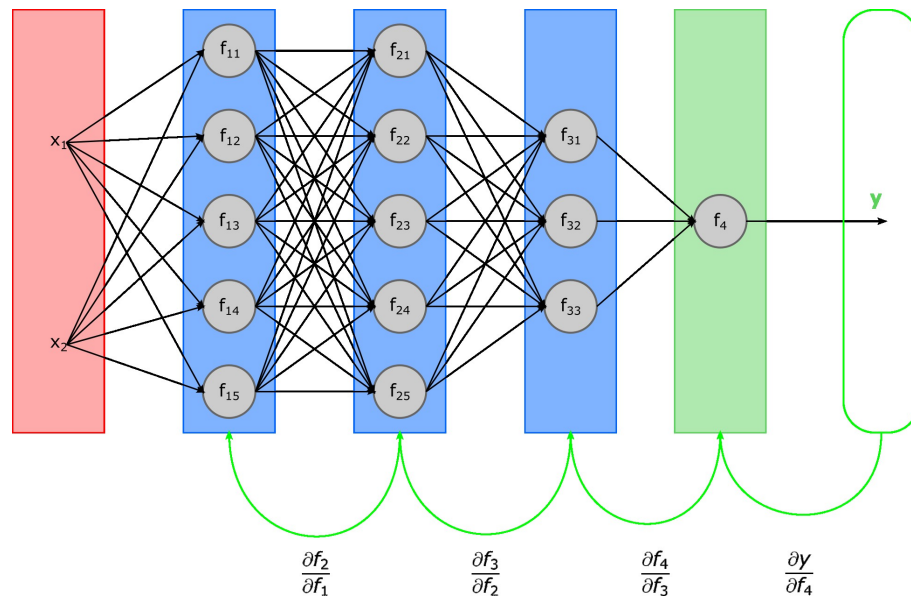 f₁₁ f₂₁
x₁ f₁₂ f₂₂ f₃₁
f₁₃ f₂₃ f₃₂ f₄ y
f₁₄ f₂₄ f₃₃
x₂
f₁₅ f₂₅
∂f₂/∂f₁ ∂f₃/∂f₂ ∂f₄/∂f₃ ∂y/∂f₄